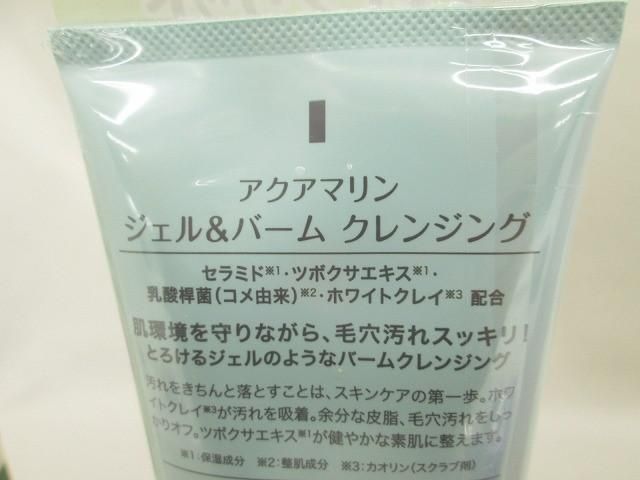 アクアマリン
ジェル&バーム クレンジング
セラミド※1・ツボクサエキス※1・
乳酸桿菌(コメ由来)※2・ホワイトクレイ※3 配合
肌環境を守りながら、毛穴汚れスッキリ!
とろけるジェルのようなバームクレンジング
汚れをきちんと落とすことは、スキンケアの第一歩。ホワ
イトクレイ※3が汚れを吸着。余分な皮脂、毛穴汚れをしっ
かりオフ。ツボクサエキス※1が健やかな素肌に整えます。
※1:保湿成分 ※2:整肌成分 ※3:カオリン(スクラブ剤)